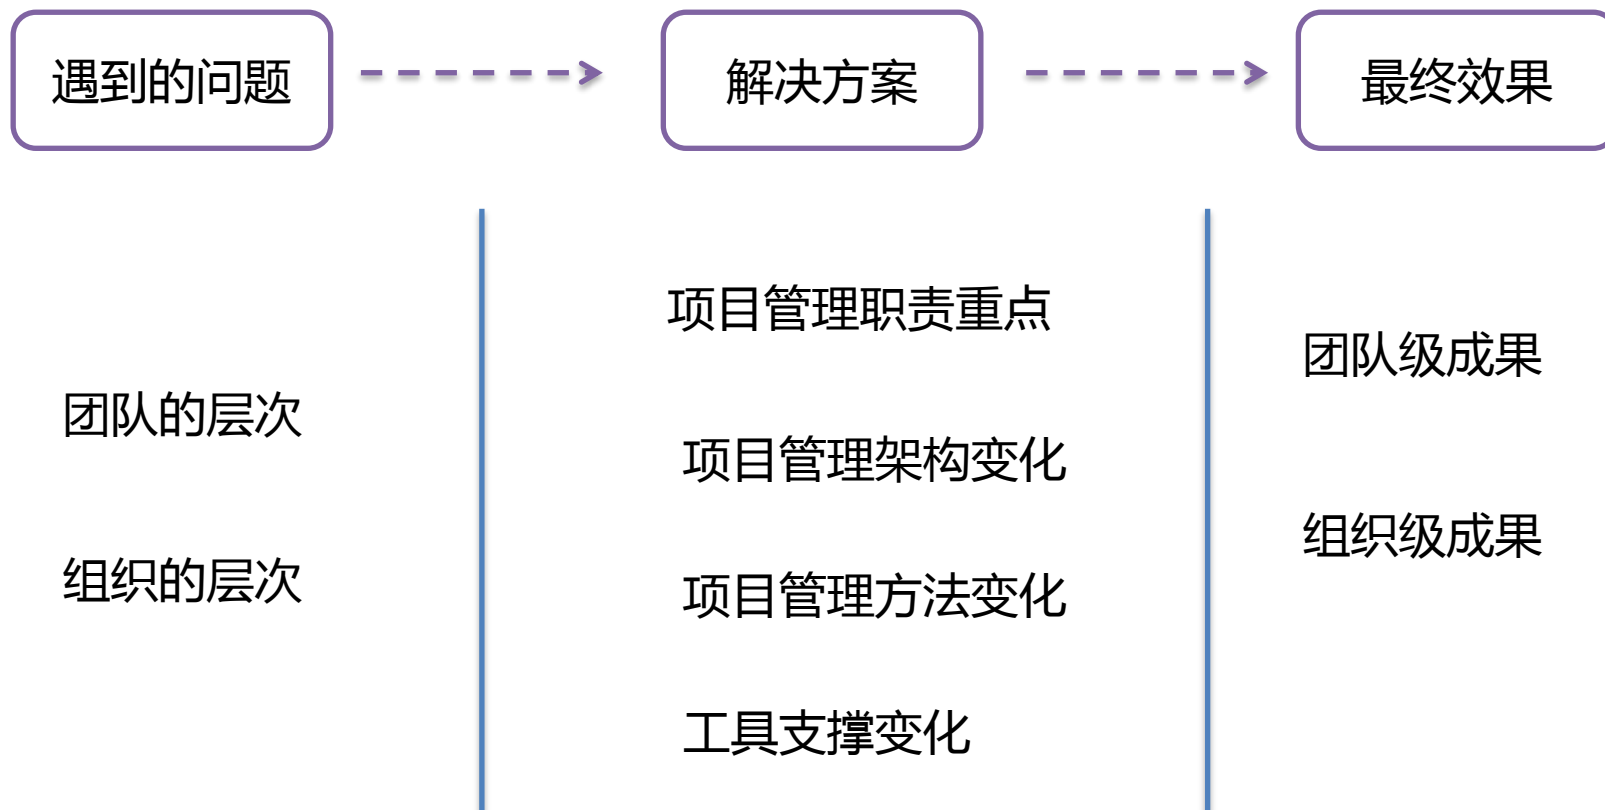 遇到的问题
解决方案
最终效果
团队的层次
组织的层次
项目管理职责重点
项目管理架构变化
项目管理方法变化
工具支撑变化
团队级成果
组织级成果